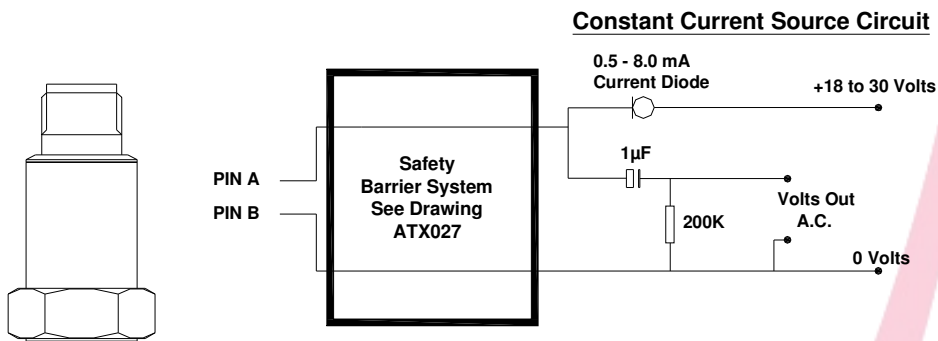 Constant Current Source Circuit
0.5 - 8.0 mA
Current Diode
+18 to 30 Volts
1µF
PIN A
PIN B
Safety
Barrier System
See Drawing
ATX027
200K
Volts Out
A.C.
0 Volts